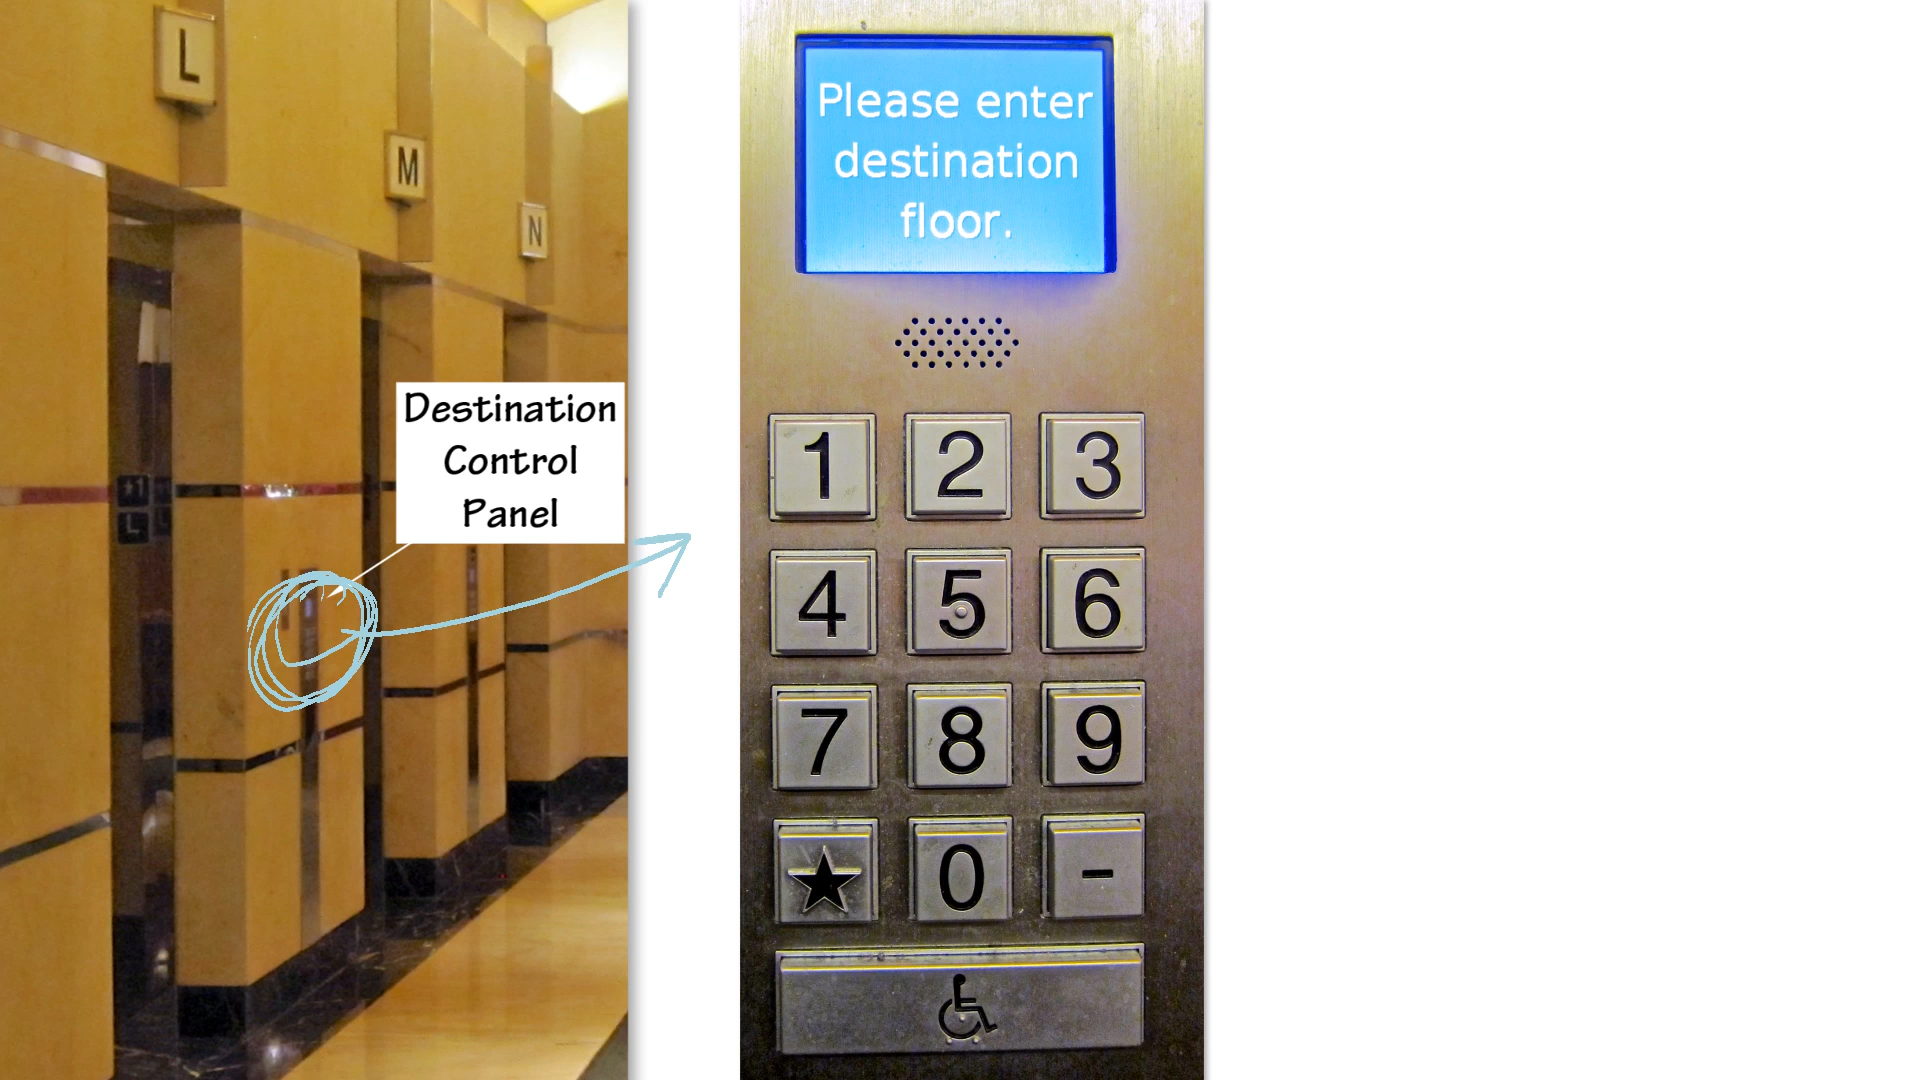 L
M
N
Destination
Control
Panel
Please enter
destination
floor.
1 2 3
4 5 6
7 8 9
★ 0 -